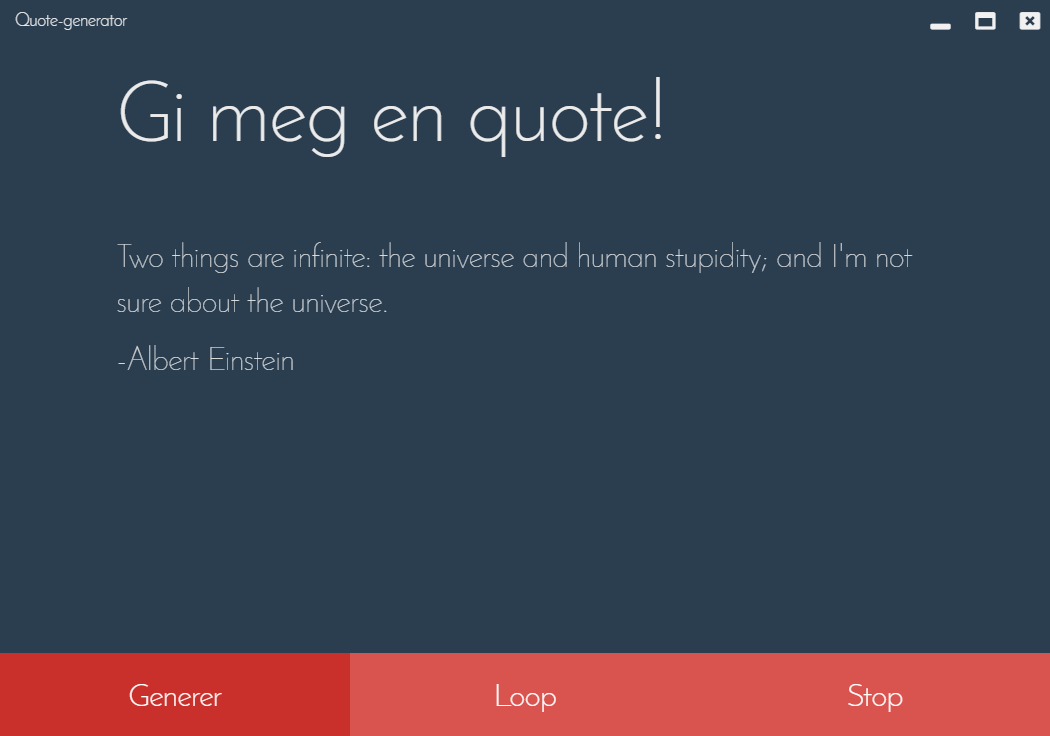 Quote-generator
Gi meg en quote!
Two things are infinite: the universe and human stupidity; and I'm not
sure about the universe.
-Albert Einstein
Generer
Loop
Stop